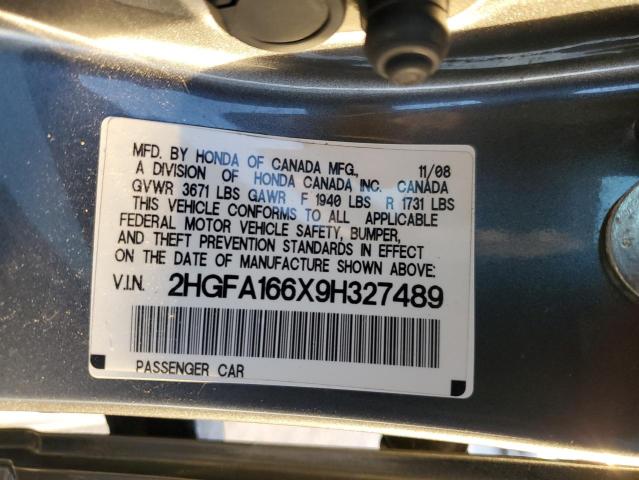 MFD. BY HONDA OF CANADA MFG., 11/08
A DIVISION OF HONDA CANADA INC. CANADA
GVWR 3671 LBS GAWR F 1940 LBS R 1731 LBS
THIS VEHICLE CONFORMS TO ALL APPLICABLE
FEDERAL MOTOR VEHICLE SAFETY, BUMPER,
AND THEFT PREVENTION STANDARDS IN EFFECT
ON THE DATE OF MANUFACTURE SHOWN ABOVE:
V.I.N. 2HGFA166X9H327489
PASSENGER CAR